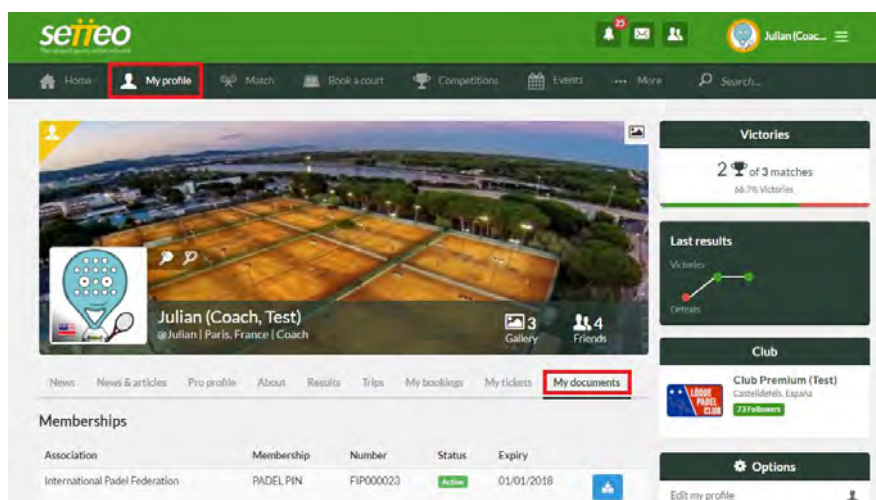 setteo
25
Julian (Coac...
Home
My profile
Match
Book a court
Competitions
Events
More
Search...
Julian (Coach, Test)
@Julian | Paris, France | Coach
3
Gallery
4
Friends
News
News & articles
Pro profile
About
Results
Trips
My bookings
My tickets
My documents
Memberships
Association Membership Number Status Expiry
International Padel Federation PADEL PIN FIP000023 Active 01/01/2018
Victories
2 of 3 matches
66.7% Victories
Last results
Victories
Defeats
Club
Club Premium (Test)
Castelldefels, España
73 Followers
PADEL
CLUB
Options
Edit my profile